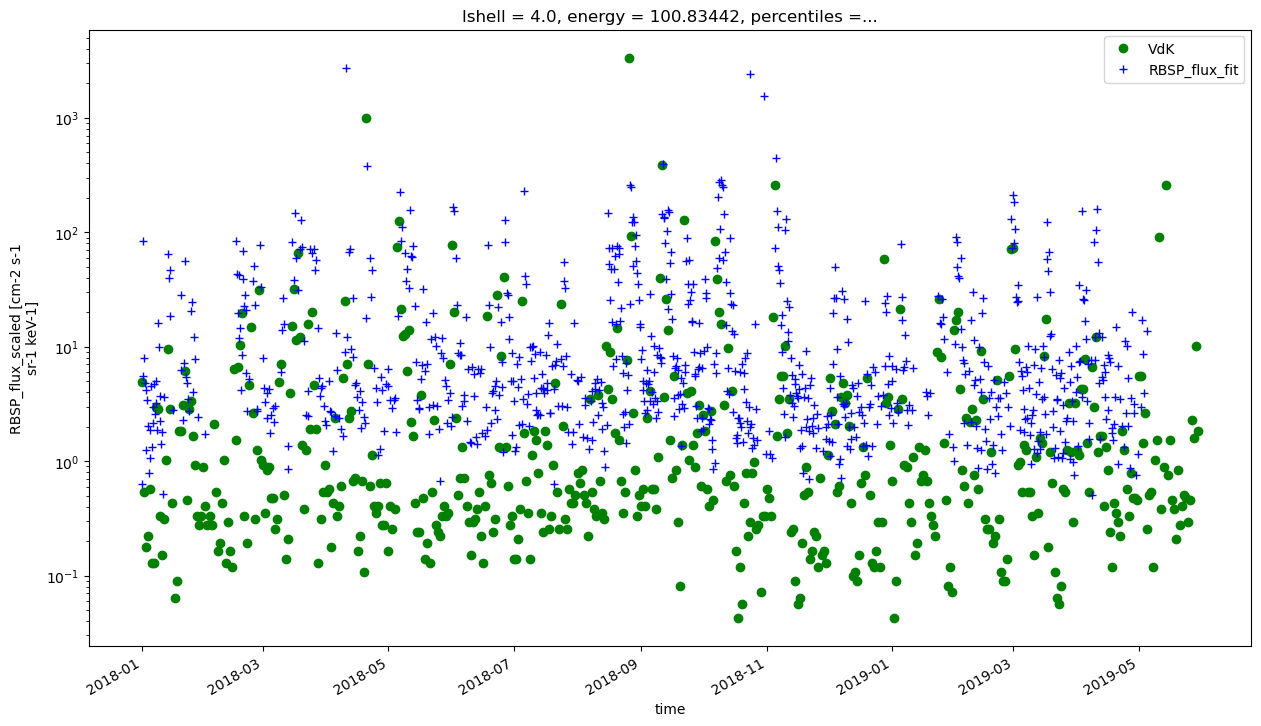 lshell = 4.0, energy = 100.83442, percentiles =...
VdK
RBSP_flux_fit
RBSP_flux_scaled [cm-2 s-1
sr-1 keV-1]
10³
10²
10¹
10⁰
10⁻¹
2018-01
2018-03
2018-05
2018-07
2018-09
2018-11
2019-01
2019-03
2019-05
time